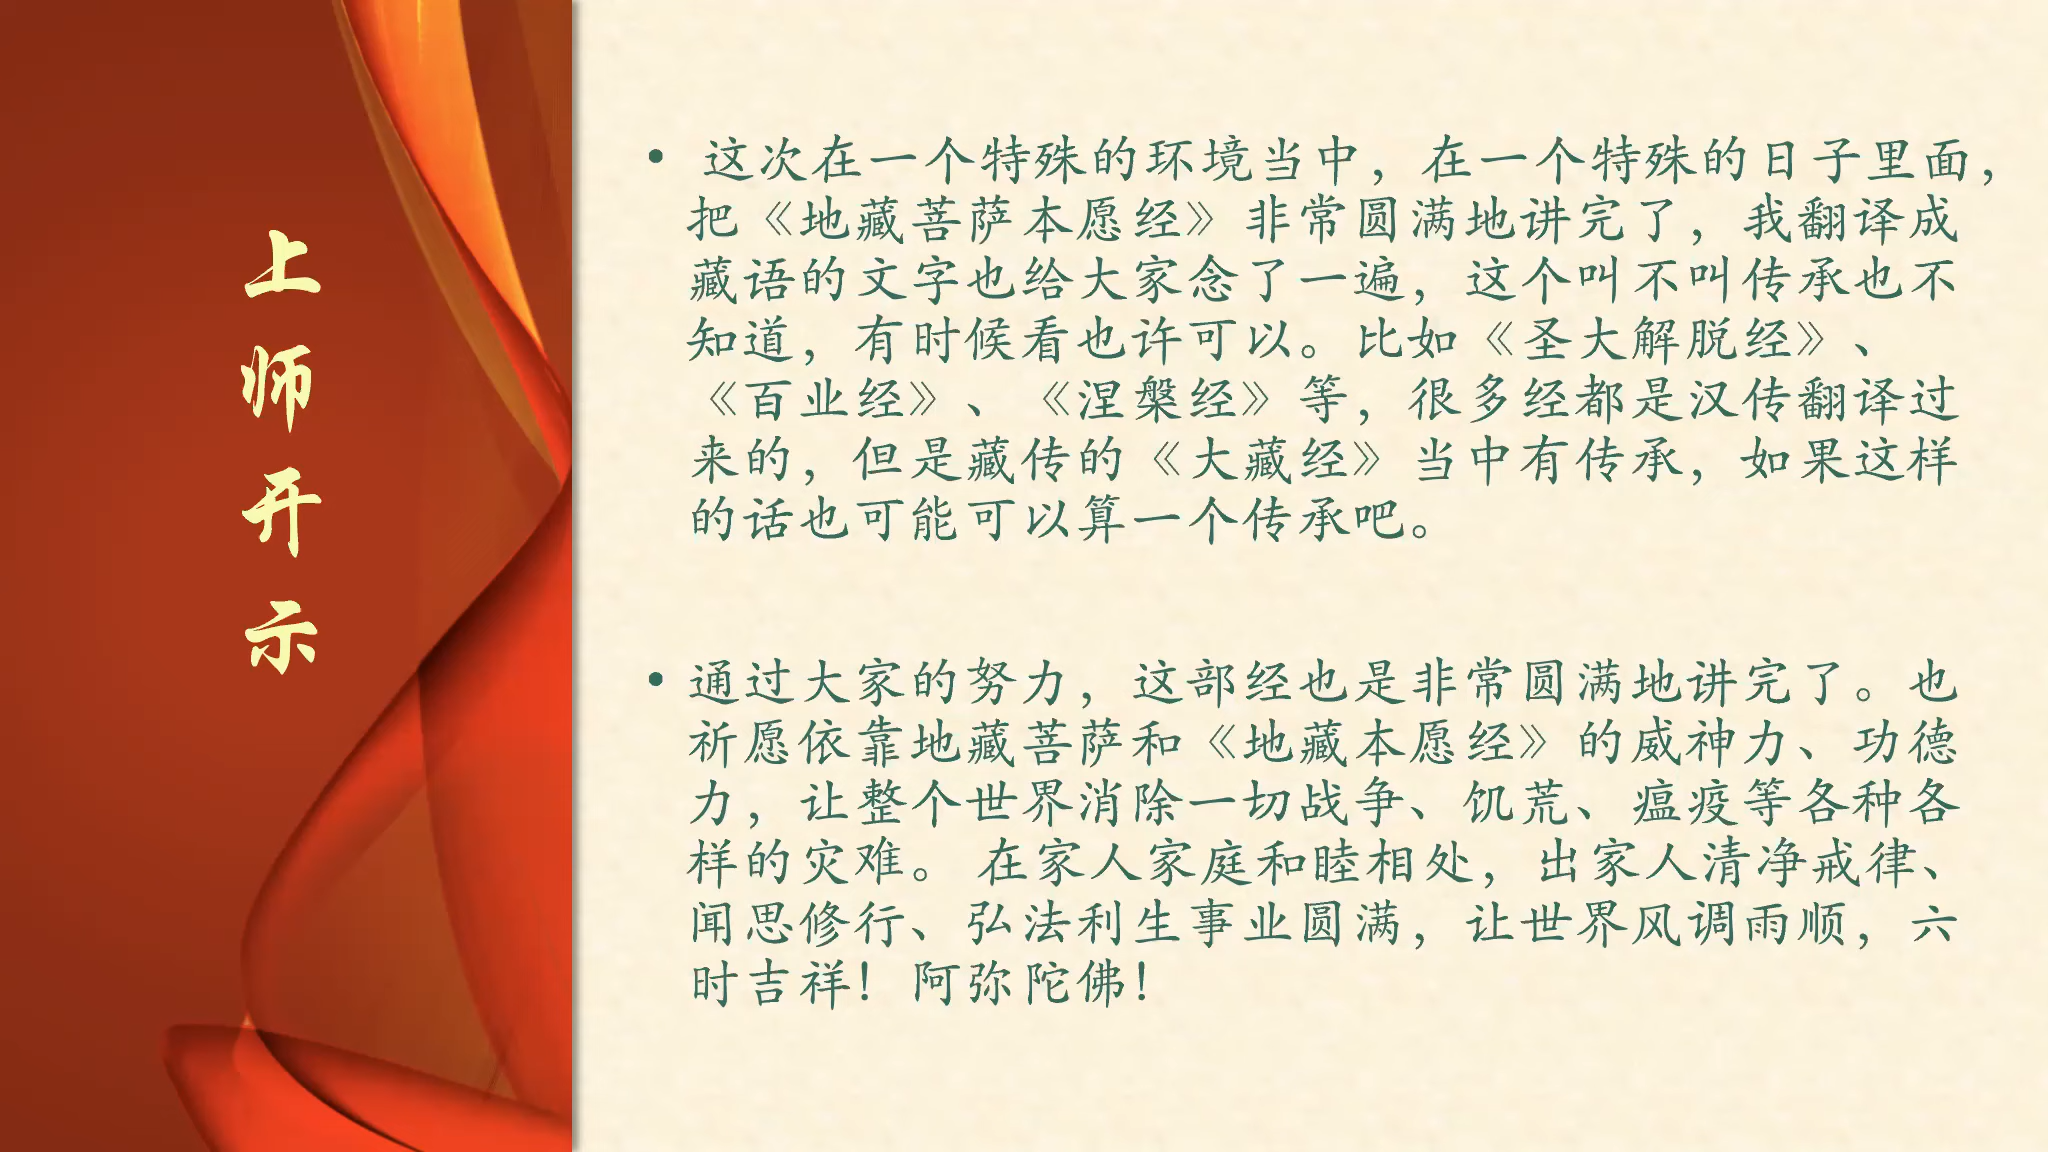 上师开示
• 这次在一个特殊的环境当中，在一个特殊的日子里面，
把《地藏菩萨本愿经》非常圆满地讲完了，我翻译成
藏语的文字也给大家念了一遍，这个叫不叫传承也不
知道，有时候看也许可以。比如《圣大解脱经》、
《百业经》、《涅槃经》等，很多经都是汉传翻译过
来的，但是藏传的《大藏经》当中有传承，如果这样
的话也可能可以算一个传承吧。
• 通过大家的努力，这部经也是非常圆满地讲完了。也
祈愿依靠地藏菩萨和《地藏本愿经》的威神力、功德
力，让整个世界消除一切战争、饥荒、瘟疫等各种各
样的灾难。 在家人家庭和睦相处，出家人清净戒律、
闻思修行、弘法利生事业圆满，让世界风调雨顺，六
时吉祥！阿弥陀佛！